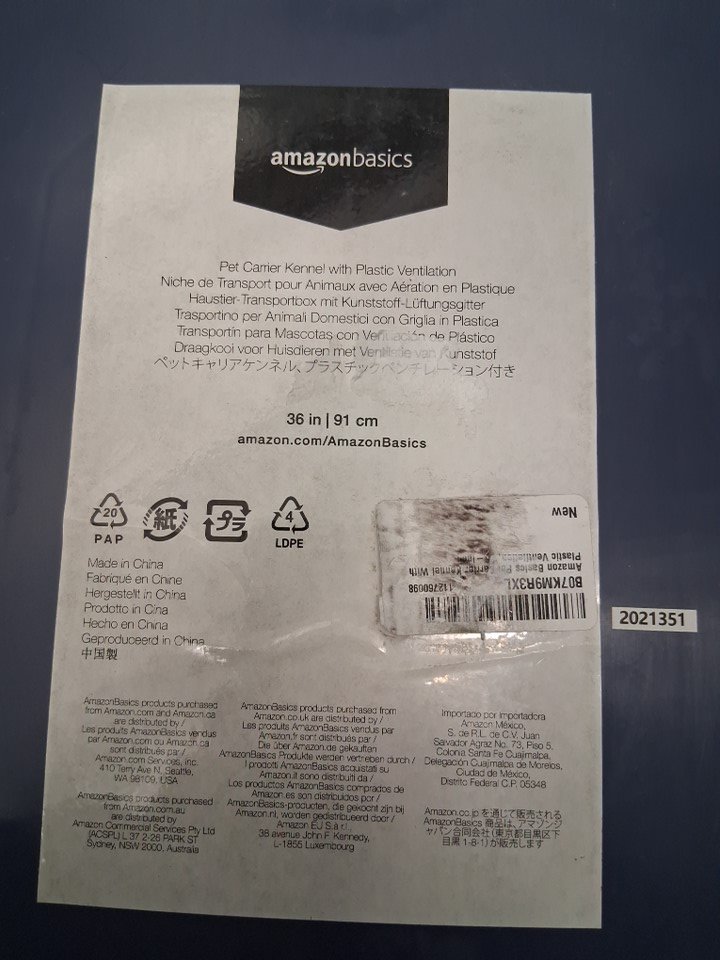 amazonbasics
Pet Carrier Kennel with Plastic Ventilation
Niche de Transport pour Animaux avec Aération en Plastique
Haustier-Transportbox mit Kunststoff-Lüftungsgitter
Trasportino per Animali Domestici con Griglia in Plastica
Transportín para Mascotas con Ventilación de Plástico
Draagkooi voor Huisdieren met Ventilatie van Kunststof
ペットキャリアケンネル、プラスチックベンチレーション付き
36 in | 91 cm
amazon.com/AmazonBasics
20
PAP
紙
プラ
4
LDPE
New
Amazon Basics Pet Carrier Kennel With
Plastic Ventilation,
B07KM9R3XL
112760098
2021351
Made in China
Fabriqué en Chine
Hergestellt in China
Prodotto in Cina
Hecho en China
Geproduceerd in China
中国製
AmazonBasics products purchased
from Amazon.com and Amazon.ca
are distributed by /
Les produits AmazonBasics vendus
par Amazon.com ou Amazon.ca
sont distribués par /
Amazon.com Services, Inc.
410 Terry Ave N, Seattle,
WA 98109, USA
AmazonBasics products purchased
from Amazon.com.au
are distributed by
Amazon Commercial Services Pty Ltd
(ACSPL) L 37 2-26 PARK ST
Sydney, NSW 2000, Australia
AmazonBasics products purchased from
Amazon.co.uk are distributed by /
Les produits AmazonBasics vendus par
Amazon.fr sont distribués par /
Die über Amazon.de gekauften
AmazonBasics Produkte werden vertreben durch /
I prodotti AmazonBasics acquistati su
Amazon.it sono distribuiti da /
Los productos AmazonBasics comprados de
Amazon.es son distribuidos por /
AmazonBasics-producten, die gekocht zijn bij
Amazon.nl, worden gedistribueerd door /
Amazon EU S.à r.l.
38 avenue John F. Kennedy,
L-1855 Luxembourg
Importado por Importadora
Amazon México,
S. de R.L. de C.V. Juan
Salvador Agraz No. 73, Piso 5,
Colonia Santa Fe Cuajimalpa,
Delegación Cuajimalpa de Morelos,
Ciudad de México,
Distrito Federal C.P. 05348
Amazon.co.jp を通じて販売される
AmazonBasics 商品は、アマゾンジ
ャパン合同会社 (東京都目黒区下
目黒 1-8-1) が販売します